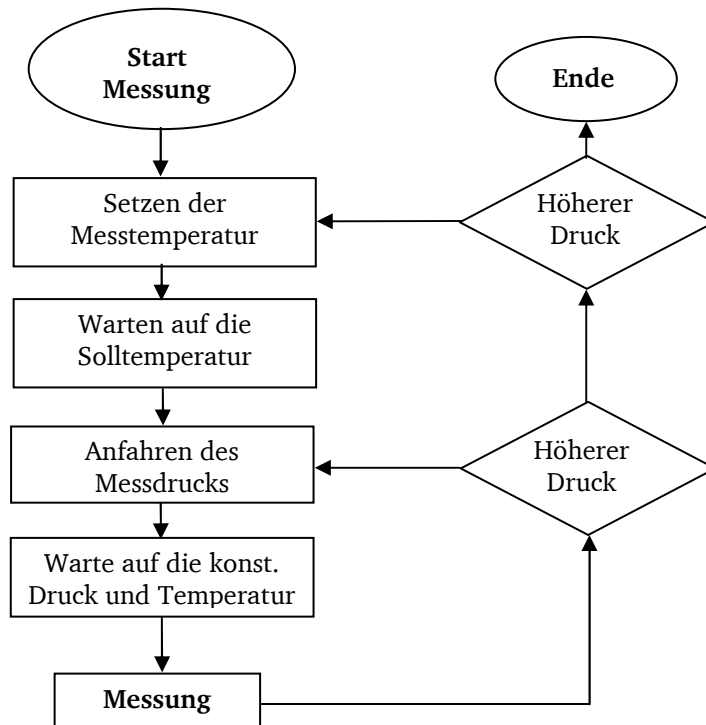 Start
Messung
Ende
Setzen der
Messtemperatur
Höherer
Druck
Warten auf die
Solltemperatur
Anfahren des
Messdrucks
Höherer
Druck
Warte auf die konst.
Druck und Temperatur
Messung